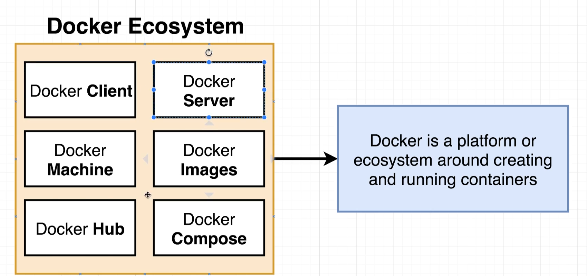 Docker Ecosystem
Docker Client
Docker
Server
Docker
Machine
Docker
Images
Docker Hub
Docker
Compose
Docker is a platform or
ecosystem around creating
and running containers